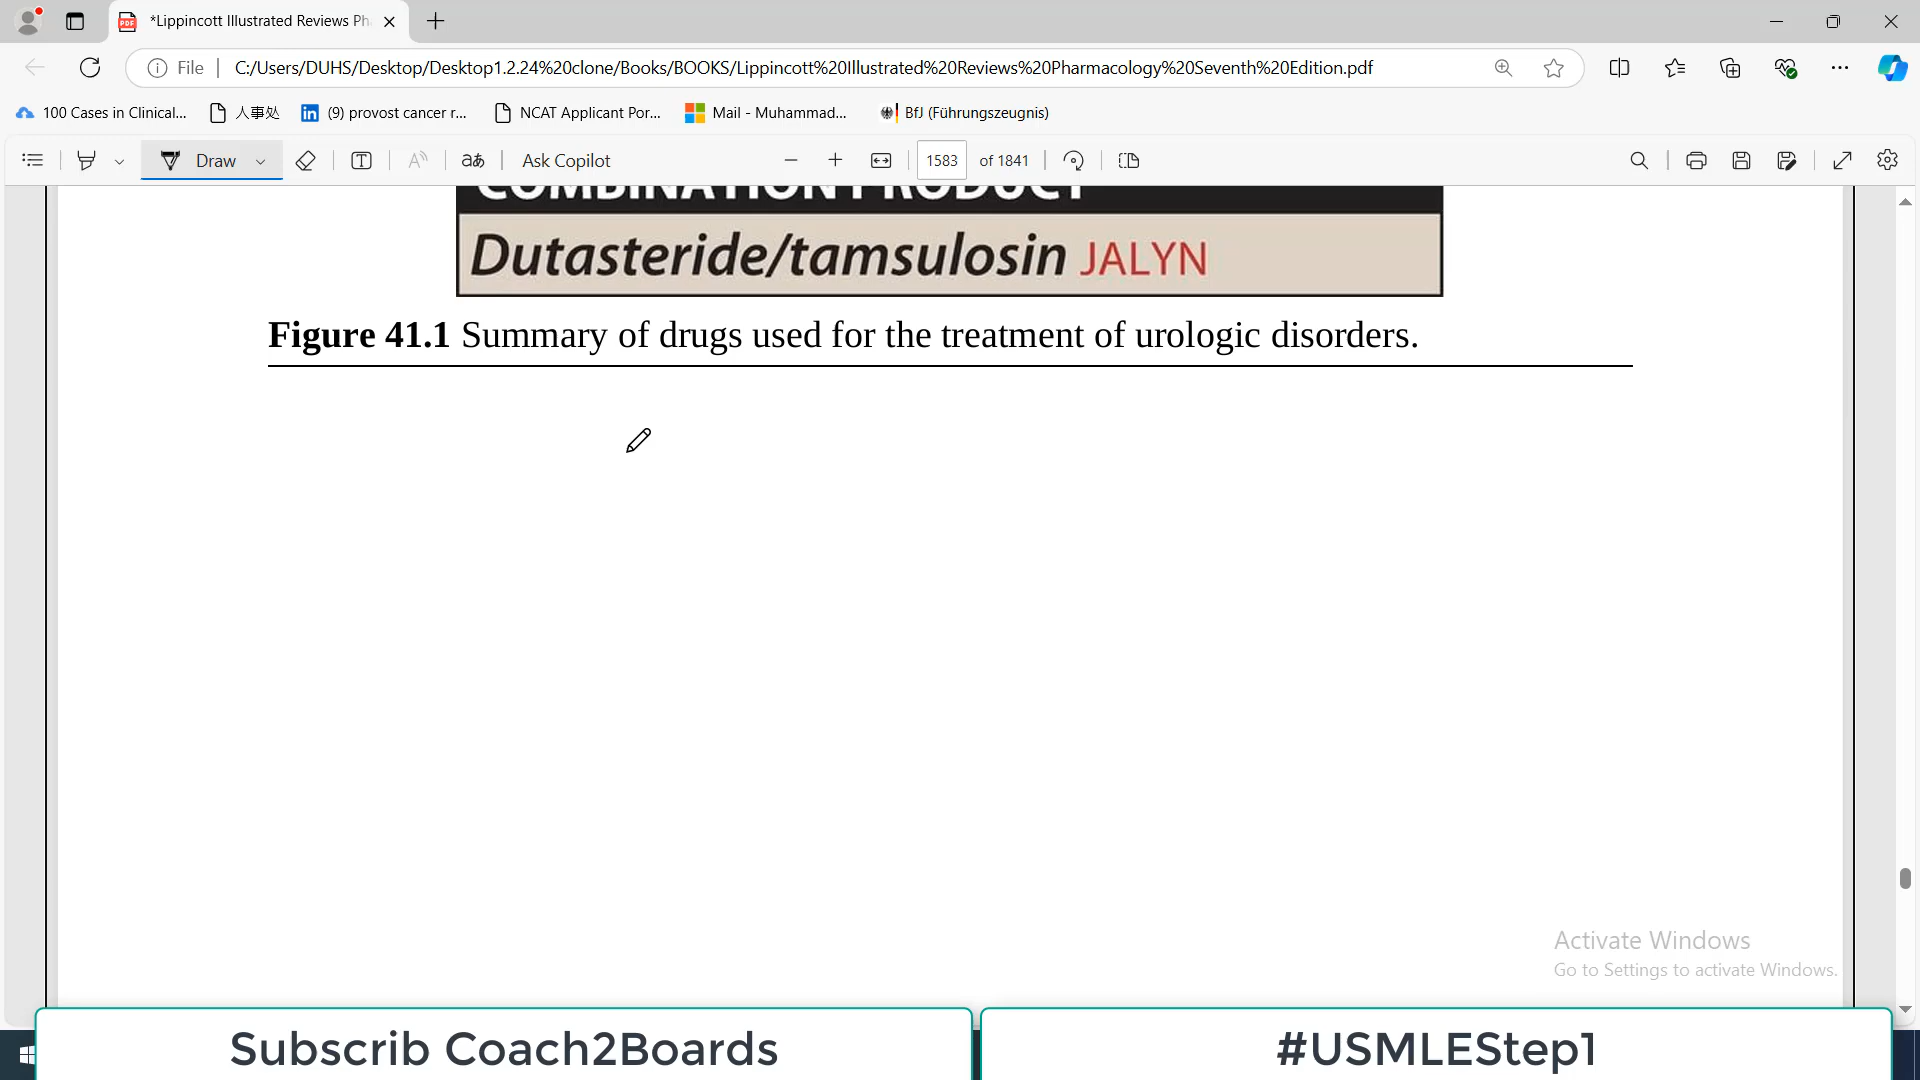 *Lippincott Illustrated Reviews Ph
File
C:/Users/DUHS/Desktop/Desktop1.2.24%20clone/Books/BOOKS/Lippincott%20Illustrated%20Reviews%20Pharmacology%20Seventh%20Edition.pdf
100 Cases in Clinical...
人事处
(9) provost cancer r...
NCAT Applicant Por...
Mail - Muhammad...
BfJ (Führungszeugnis)
Draw
Ask Copilot
1583 of 1841
COMBINATION PRODUCT
Dutasteride/tamsulosin JALYN
Figure 41.1 Summary of drugs used for the treatment of urologic disorders.
Activate Windows
Go to Settings to activate Windows.
Subscrib Coach2Boards
#USMLEStep1